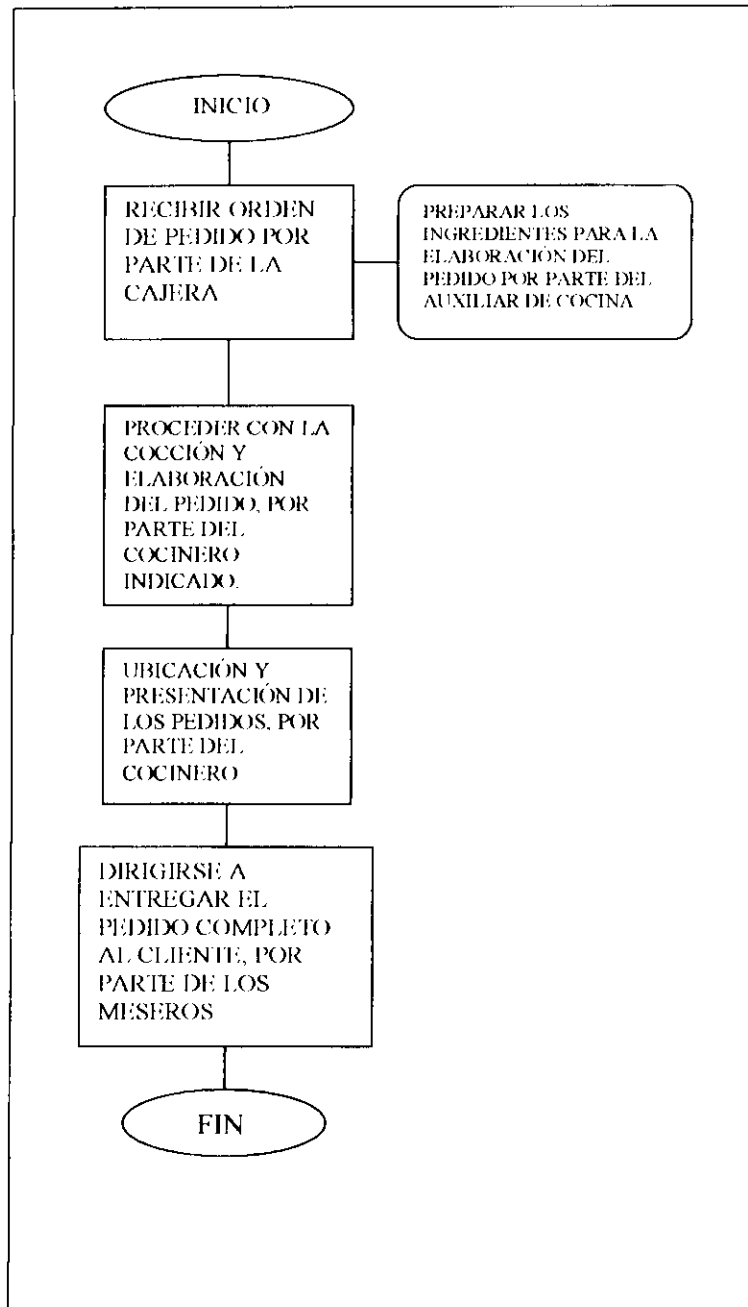 INICIO
RECIBIR ORDEN
DE PEDIDO POR
PARTE DE LA
CAJERA
PREPARAR LOS
INGREDIENTES PARA LA
ELABORACIÓN DEL
PEDIDO POR PARTE DEL
AUXILIAR DE COCINA
PROCEDER CON LA
COCCIÓN Y
ELABORACIÓN
DEL PEDIDO, POR
PARTE DEL
COCINERO
INDICADO.
UBICACIÓN Y
PRESENTACIÓN DE
LOS PEDIDOS, POR
PARTE DEL
COCINERO
DIRIGIRSE A
ENTREGAR EL
PEDIDO COMPLETO
AL CLIENTE, POR
PARTE DE LOS
MESEROS
FIN